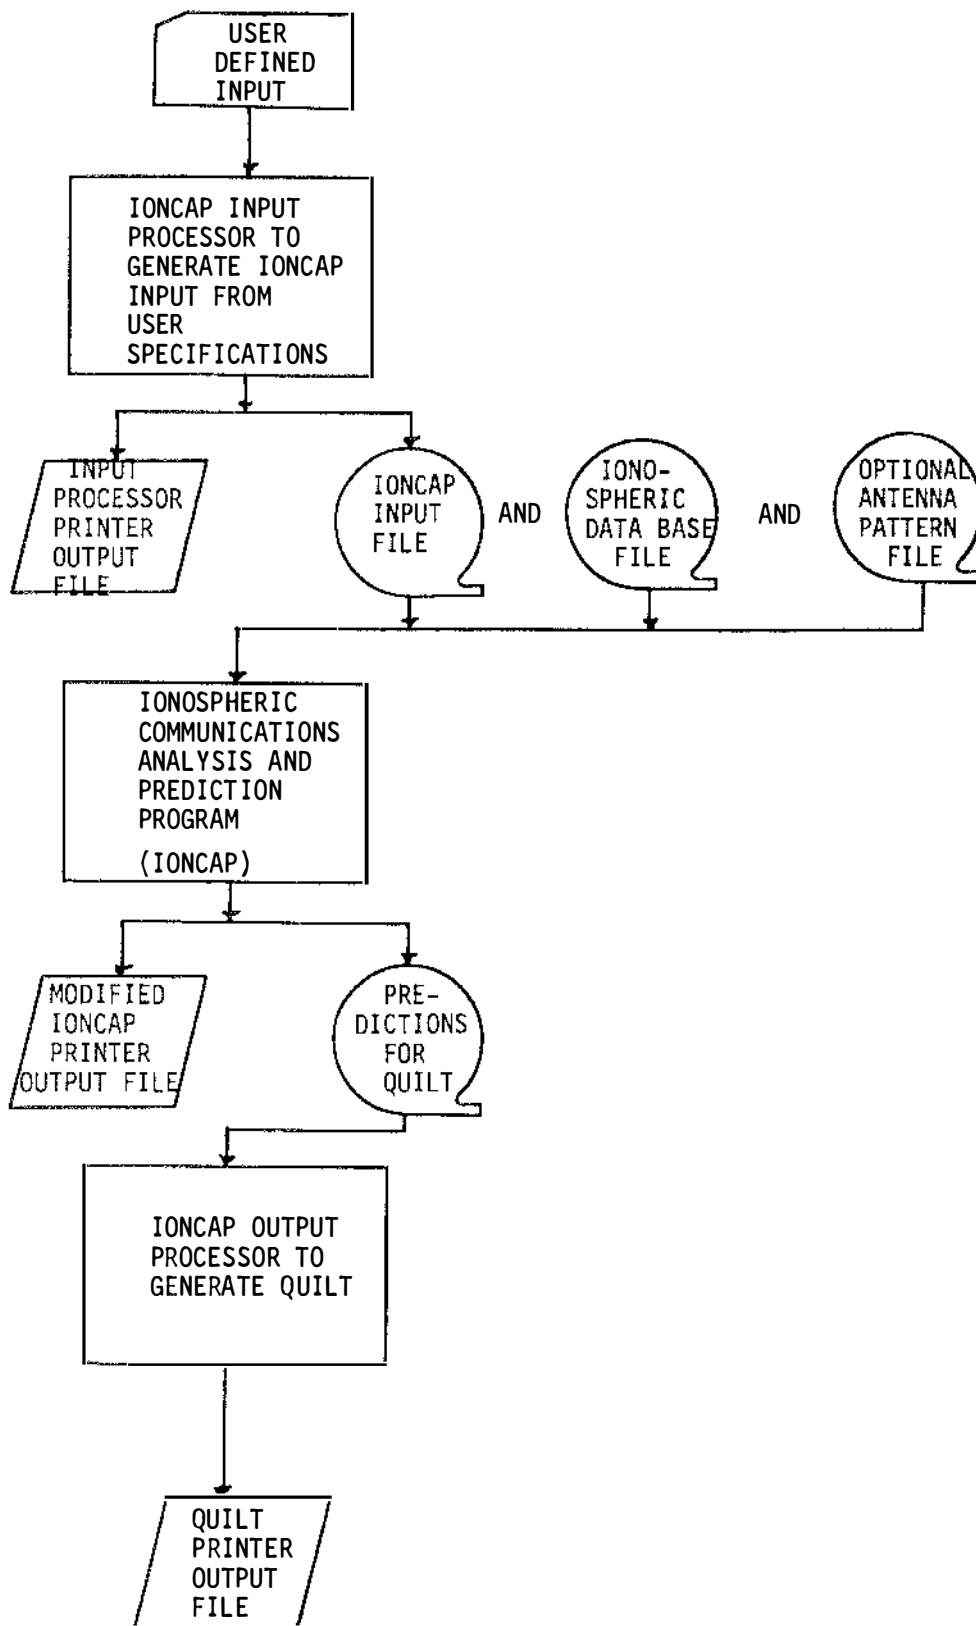 USER
DEFINED
INPUT
IONCAP INPUT
PROCESSOR TO
GENERATE IONCAP
INPUT FROM
USER
SPECIFICATIONS
INPUT
PROCESSOR
PRINTER
OUTPUT
FILE
IONCAP
INPUT
FILE
AND
IONO-
SPHERIC
DATA BASE
FILE
AND
OPTIONAL
ANTENNA
PATTERN
FILE
IONOSPHERIC
COMMUNICATIONS
ANALYSIS AND
PREDICTION
PROGRAM
(IONCAP)
MODIFIED
IONCAP
PRINTER
OUTPUT FILE
PRE-
DICTIONS
FOR
QUILT
IONCAP OUTPUT
PROCESSOR TO
GENERATE QUILT
QUILT
PRINTER
OUTPUT
FILE